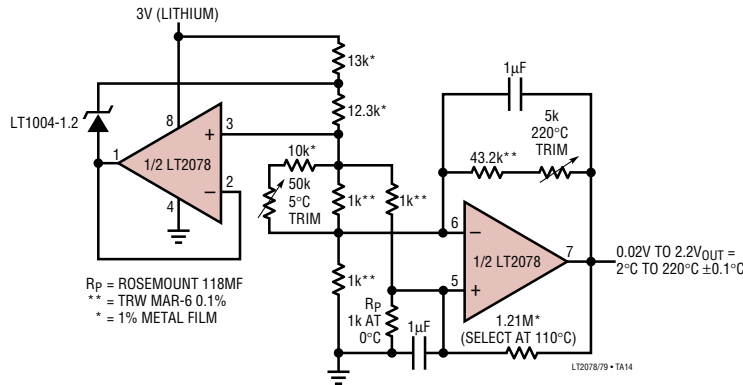 3V (LITHIUM)
13k*
1µF
LT1004-1.2
12.3k*
5k
220°C
TRIM
8
3
+
1
1/2 LT2078
10k*
43.2k**
2
–
50k
5°C
TRIM
1k**
1k**
4
6
–
7
0.02V TO 2.2VOUT =
2°C TO 220°C ±0.1°C
1/2 LT2078
RP = ROSEMOUNT 118MF
** = TRW MAR-6 0.1%
* = 1% METAL FILM
1k**
5
+
RP
1k AT
0°C
1µF
1.21M*
(SELECT AT 110°C)
LT2078/79 • TA14